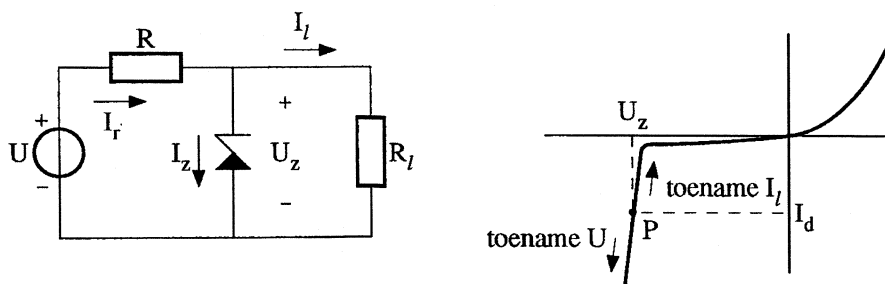 I_l
R
+
I_r
U
-
I_z
+
U_z
-
R_l
U_z
toename I_l
I_d
P
toename U